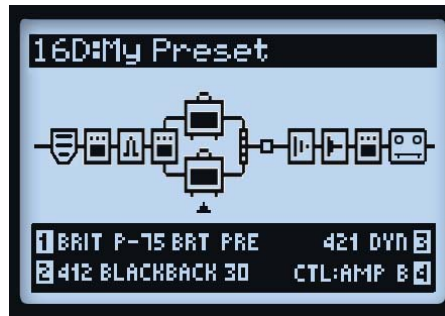 16D:My Preset
1 BRIT P-75 BRT PRE 421 DYN 3
2 412 BLACKBACK 30 CTL:AMP B 4